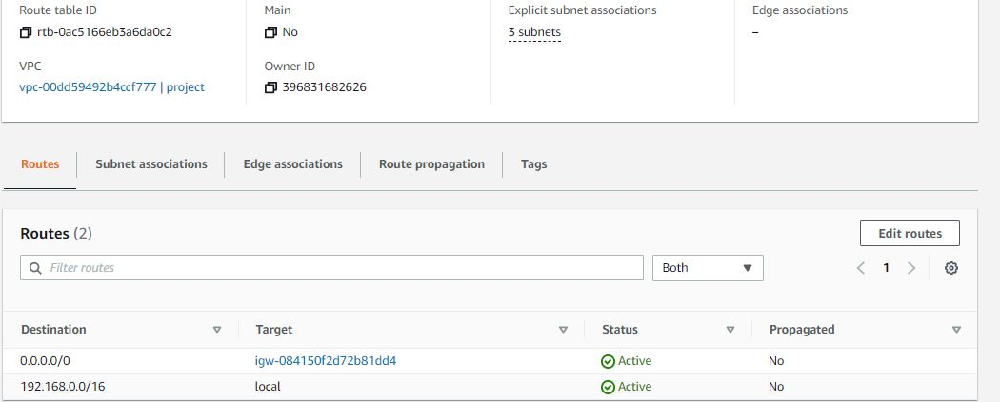 Route table ID
rtb-0ac5166eb3a6da0c2
Main
No
Explicit subnet associations
3 subnets
Edge associations
–
VPC
vpc-00dd59492b4ccf777 | project
Owner ID
396831682626
Routes
Subnet associations
Edge associations
Route propagation
Tags
Routes (2)
Edit routes
Filter routes
Both
1
Destination Target Status Propagated
0.0.0.0/0 igw-084150f2d72b81dd4 Active No
192.168.0.0/16 local Active No